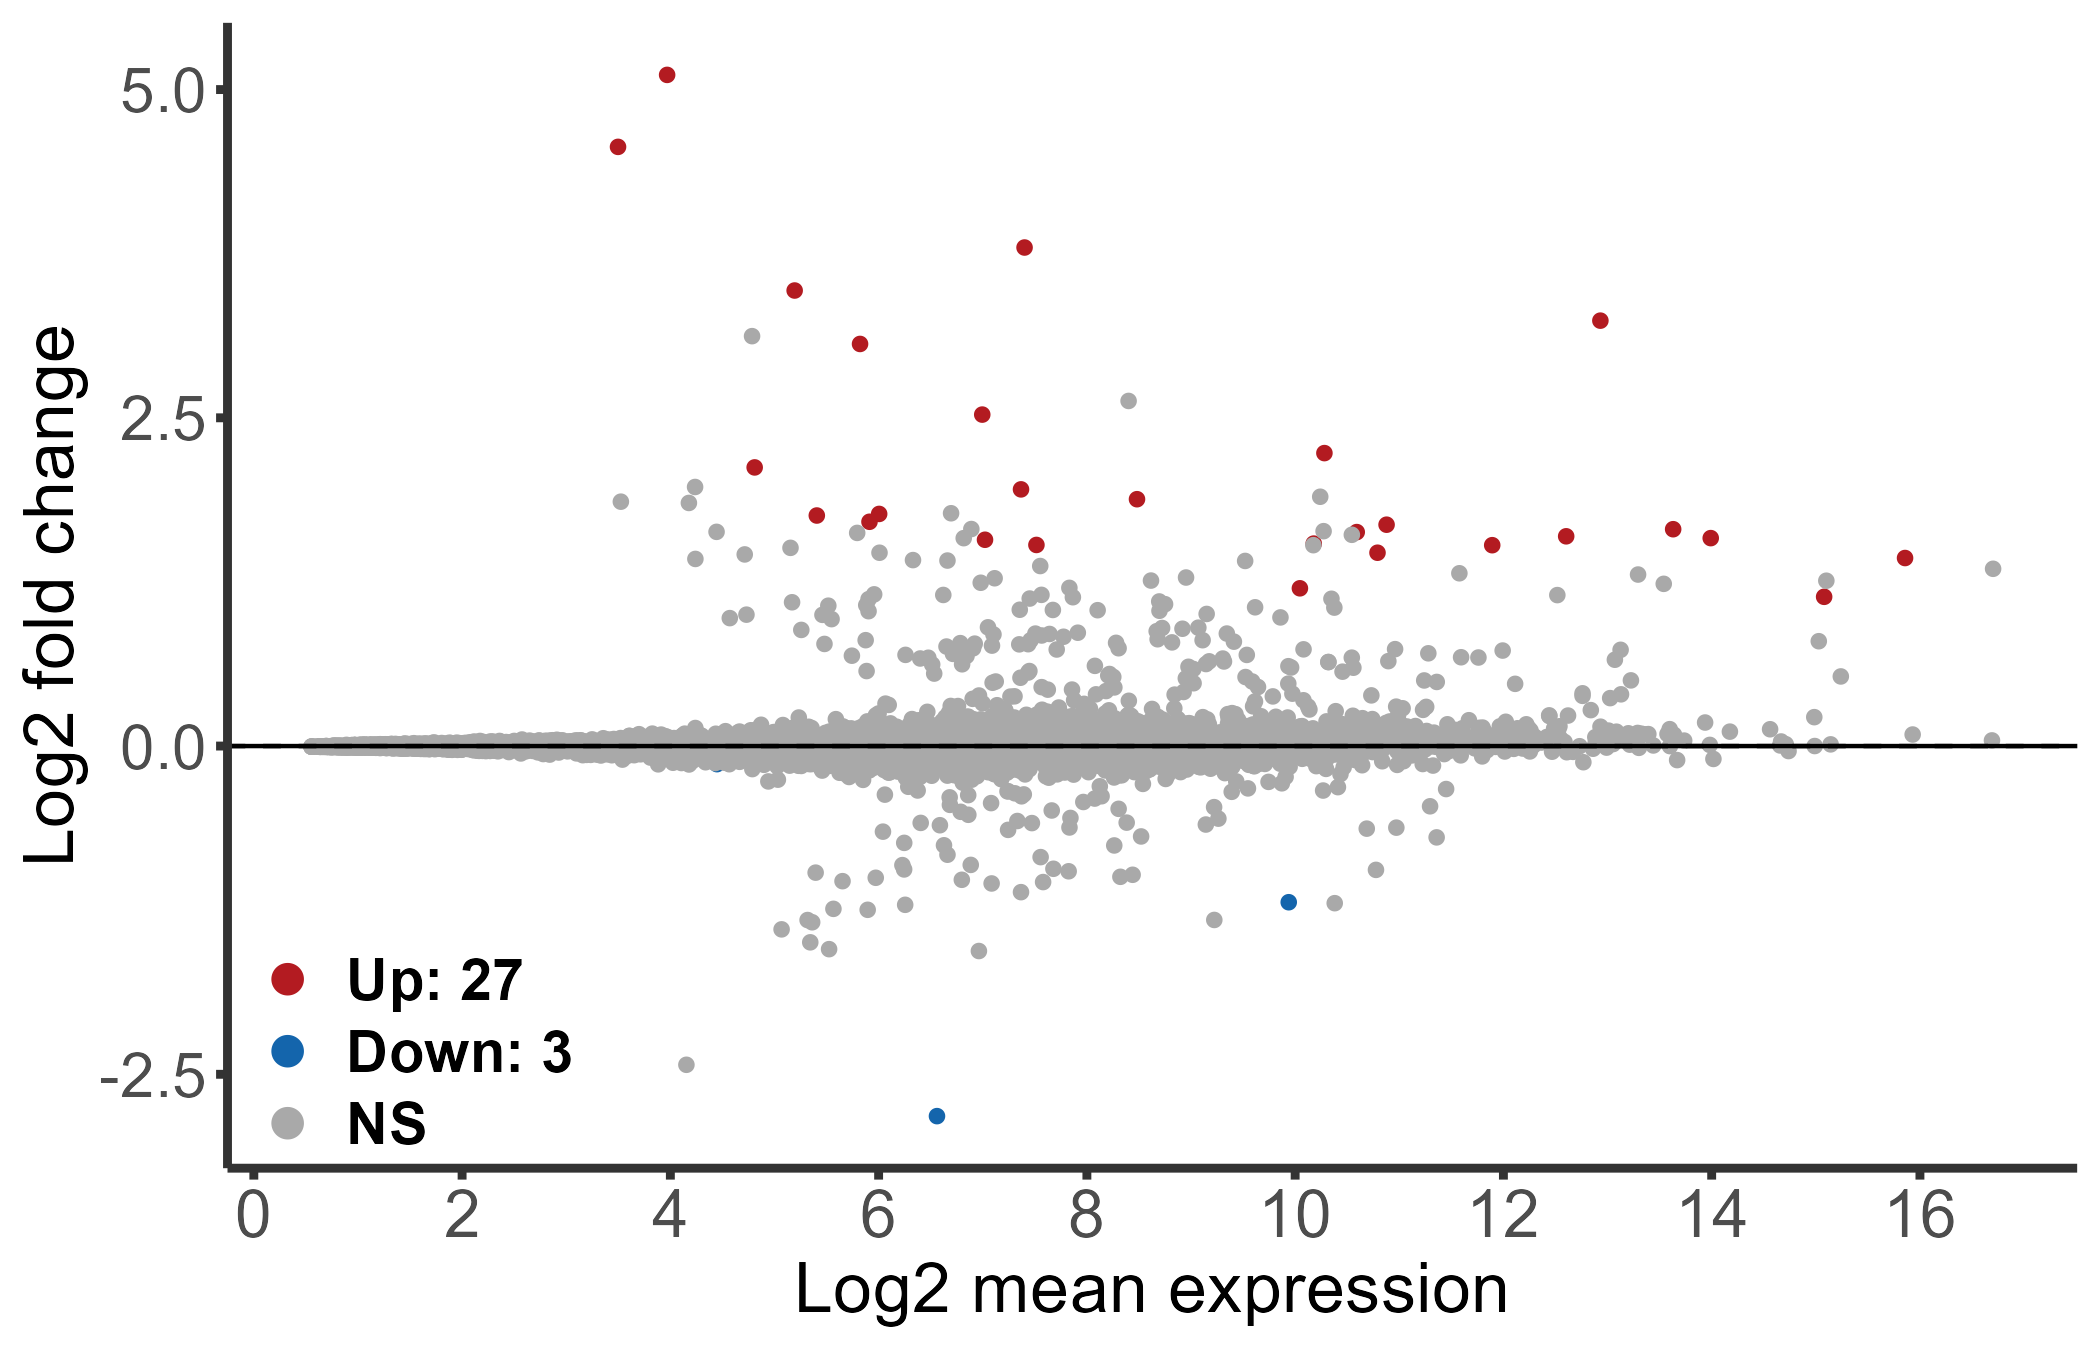 Log2 fold change
5.0
2.5
0.0
-2.5
Up: 27
Down: 3
NS
0 2 4 6 8 10 12 14 16
Log2 mean expression